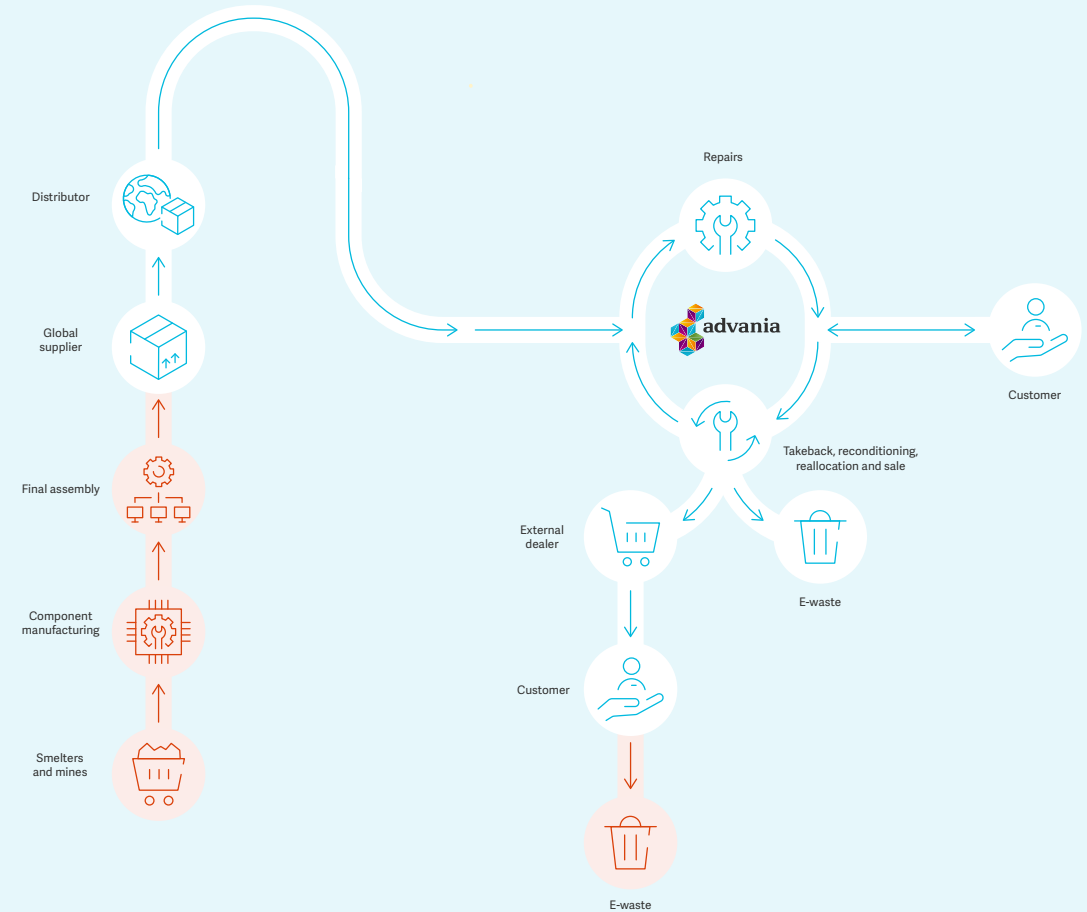 Repairs
Distributor
Global
supplier
advania
Customer
Takeback, reconditioning,
reallocation and sale
Final assembly
External
dealer
E-waste
Component
manufacturing
Customer
Smelters
and mines
E-waste